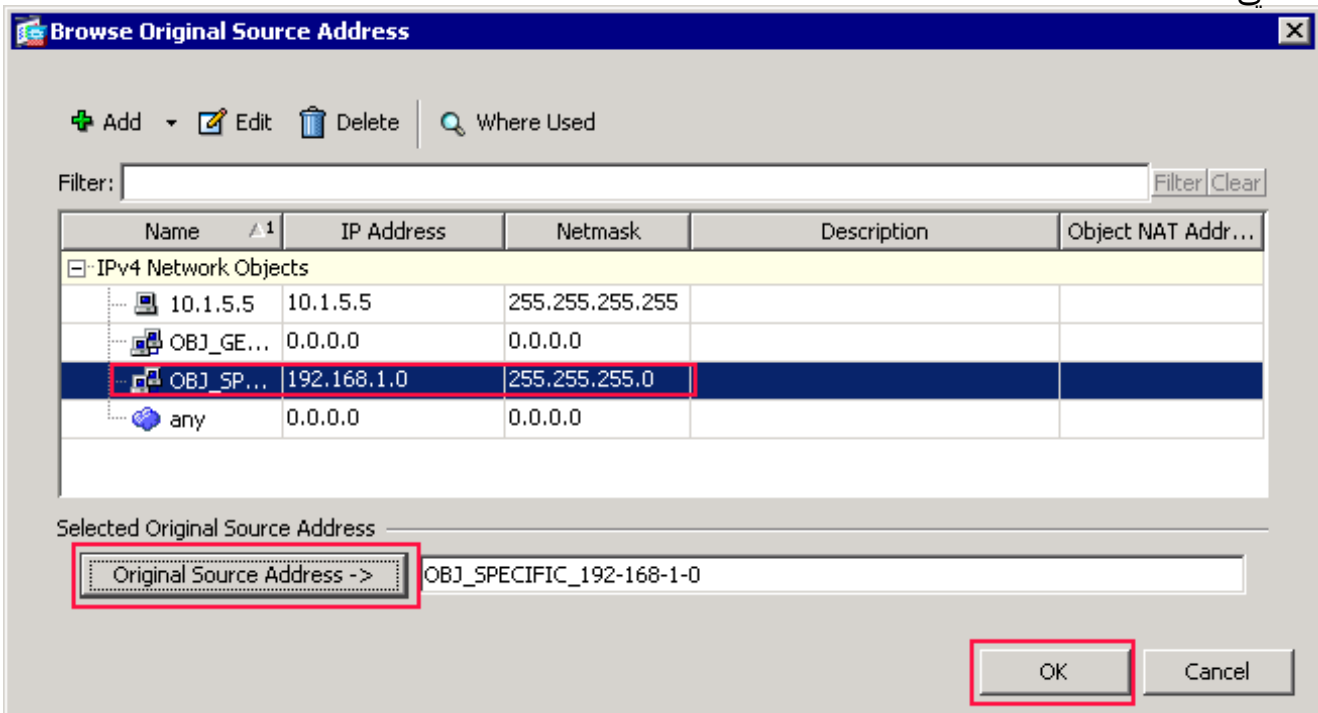 Browse Original Source Address
Add Edit Delete Where Used
Filter: Filter Clear
Name 1 IP Address Netmask Description Object NAT Addr...
IPv4 Network Objects
10.1.5.5 10.1.5.5 255.255.255.255
OBJ_GE... 0.0.0.0 0.0.0.0
OBJ_SP... 192.168.1.0 255.255.255.0
any 0.0.0.0 0.0.0.0
Selected Original Source Address
Original Source Address -> OBJ_SPECIFIC_192-168-1-0
OK Cancel